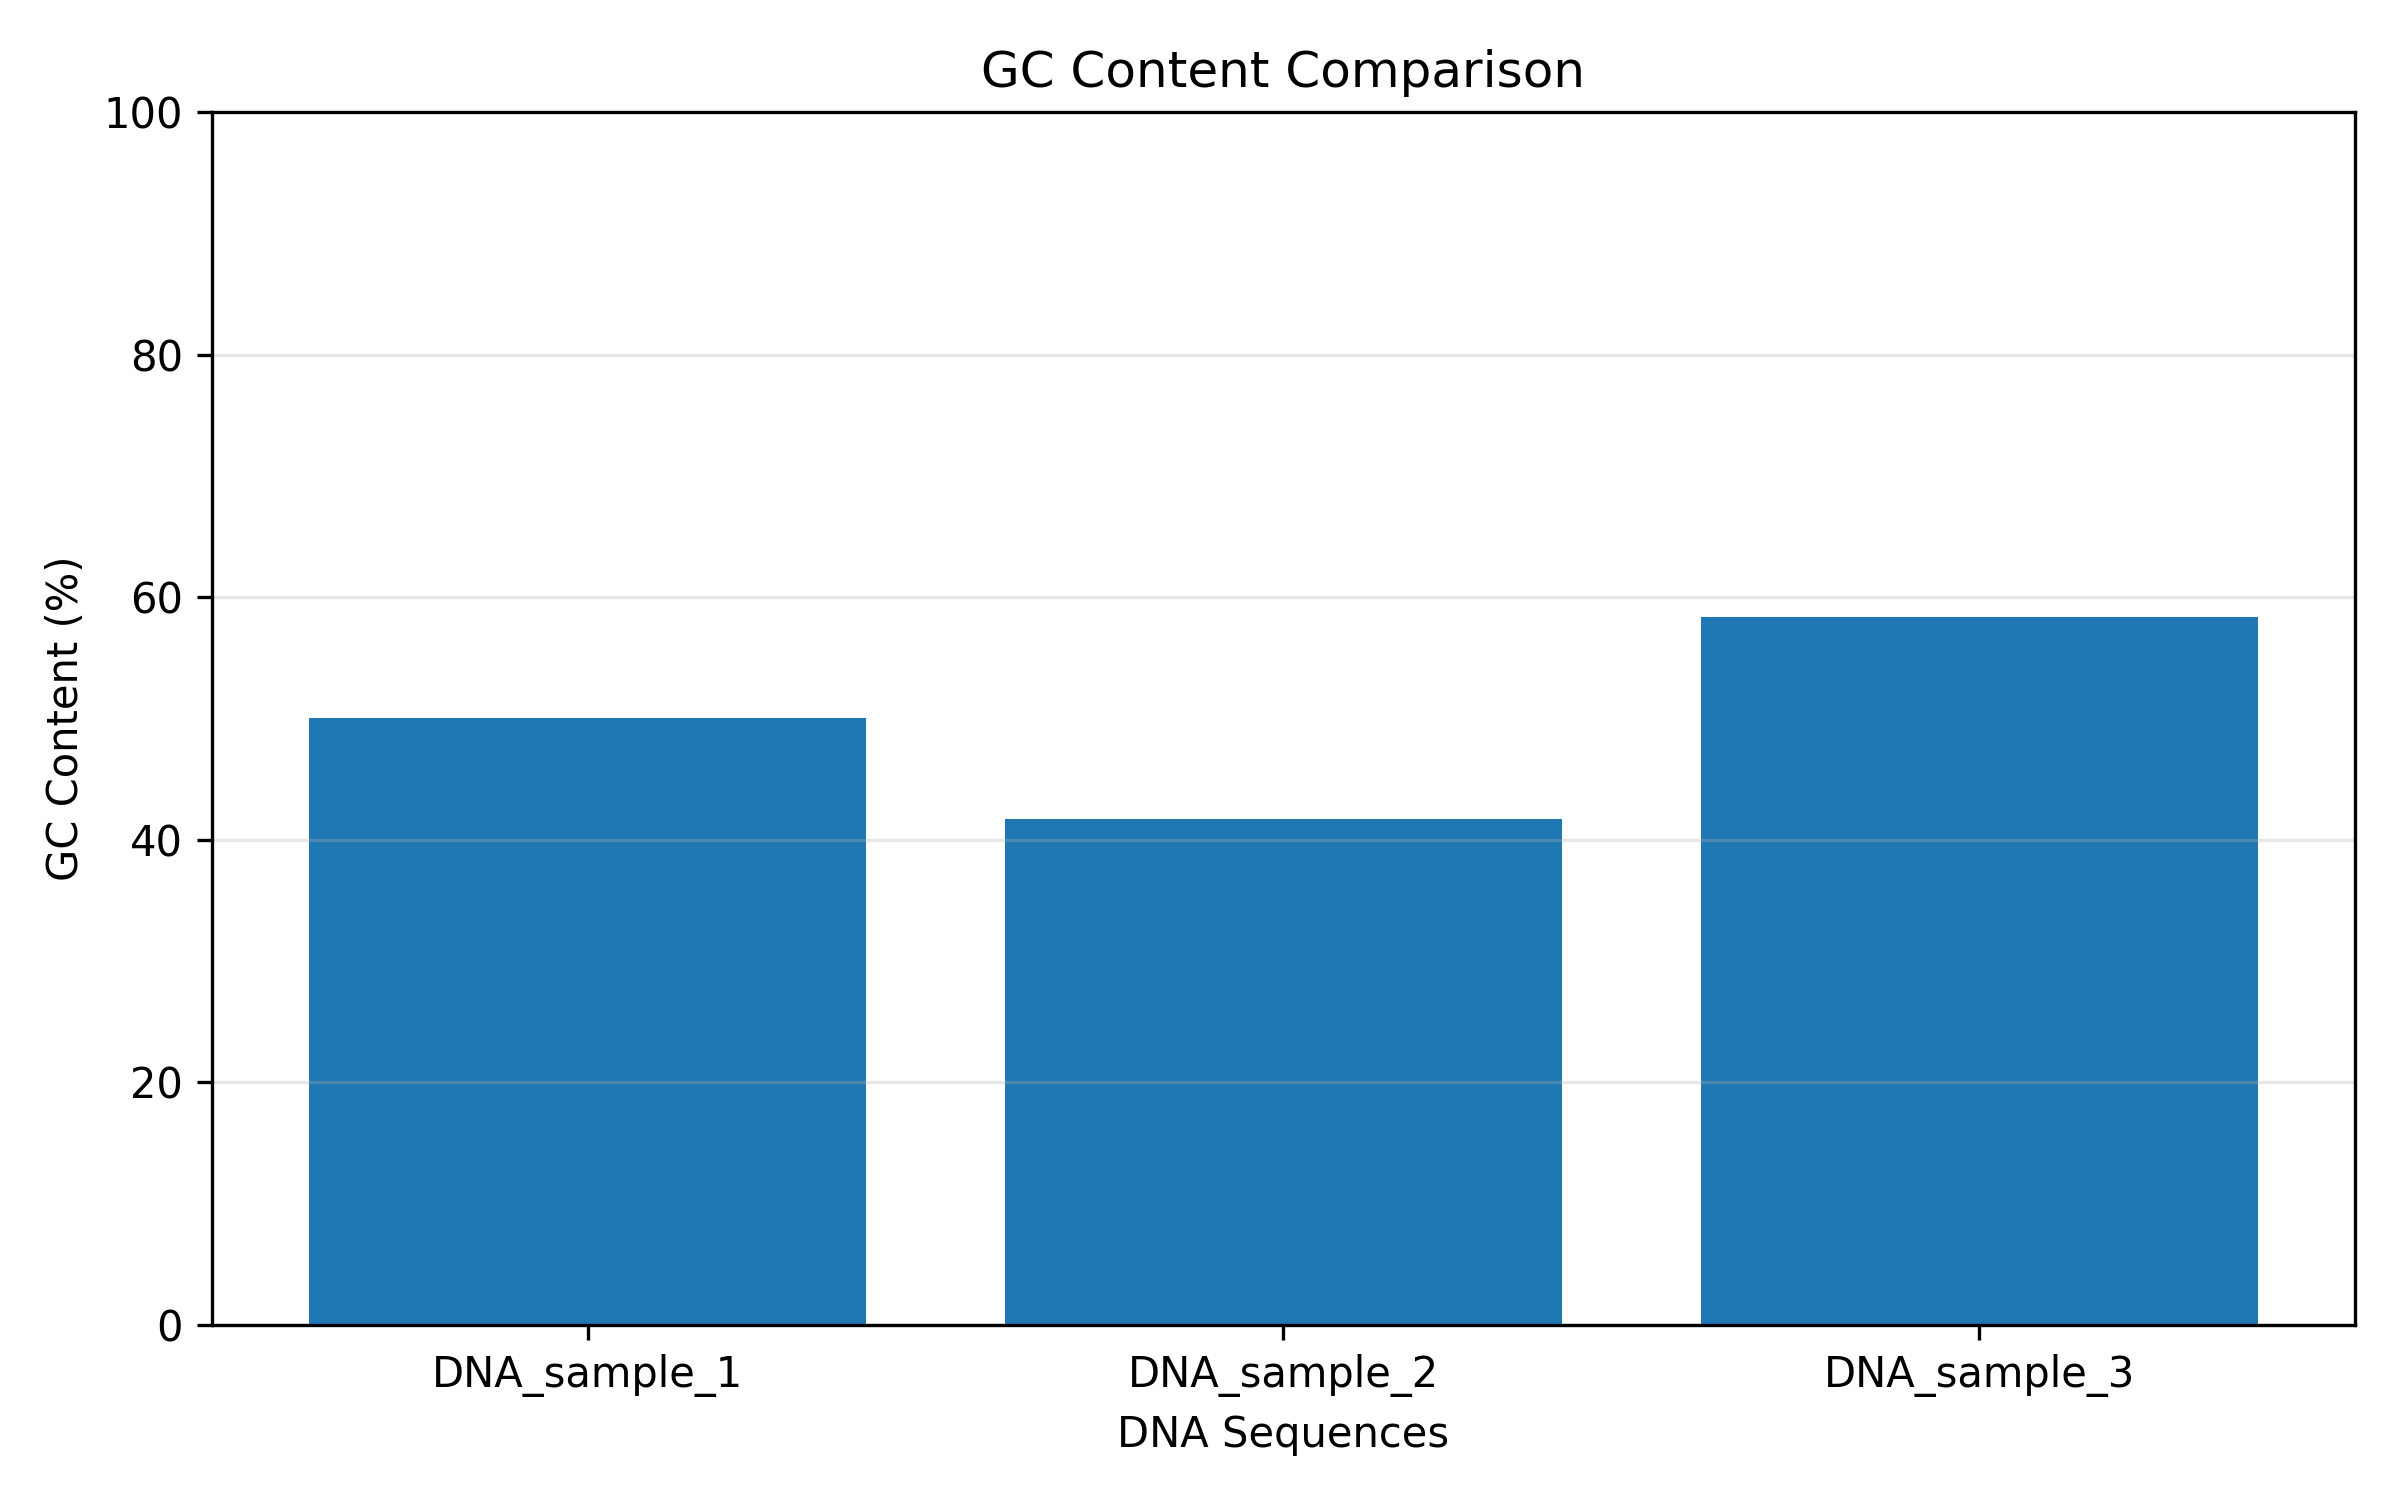 GC Content Comparison
GC Content (%)
100
80
60
40
20
0
DNA_sample_1 DNA_sample_2 DNA_sample_3
DNA Sequences